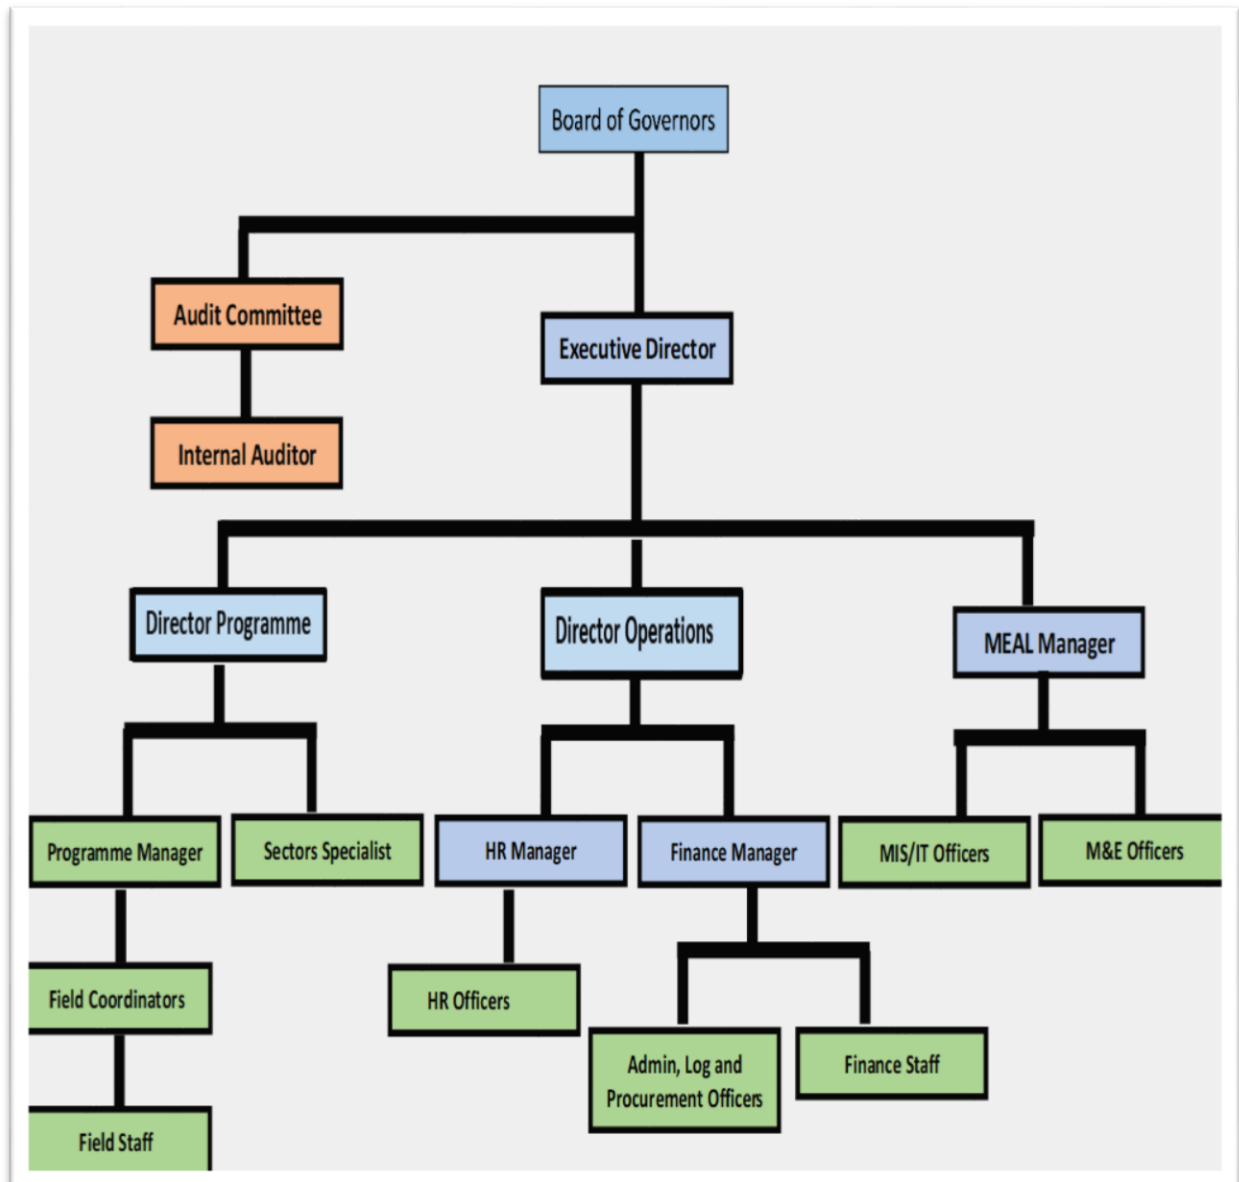 Board of Governors
Audit Committee
Executive Director
Internal Auditor
Director Programme
Director Operations
MEAL Manager
Programme Manager
Sectors Specialist
HR Manager
Finance Manager
MIS/IT Officers
M&E Officers
Field Coordinators
HR Officers
Admin, Log and
Procurement Officers
Finance Staff
Field Staff